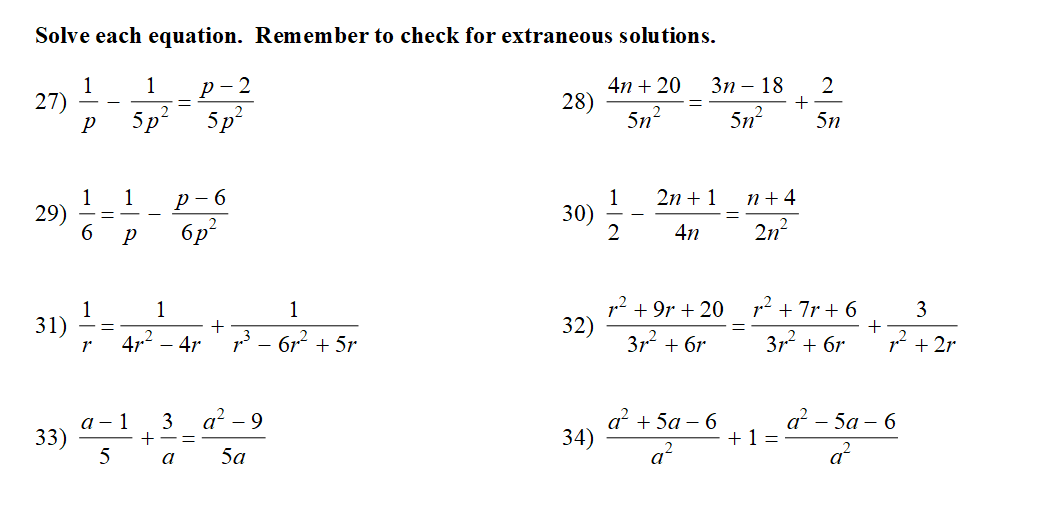 Solve each equation. Remember to check for extraneous solutions.
27) 1/p − 1/(5p²) = (p − 2)/(5p²)
28) (4n + 20)/(5n²) = (3n − 18)/(5n²) + 2/(5n)
29) 1/6 = 1/p − (p − 6)/(6p²)
30) 1/2 − (2n + 1)/(4n) = (n + 4)/(2n²)
31) 1/r = 1/(4r² − 4r) + 1/(r³ − 6r² + 5r)
32) (r² + 9r + 20)/(3r² + 6r) = (r² + 7r + 6)/(3r² + 6r) + 3/(r² + 2r)
33) (a − 1)/5 + 3/a = (a² − 9)/(5a)
34) (a² + 5a − 6)/a² + 1 = (a² − 5a − 6)/a²